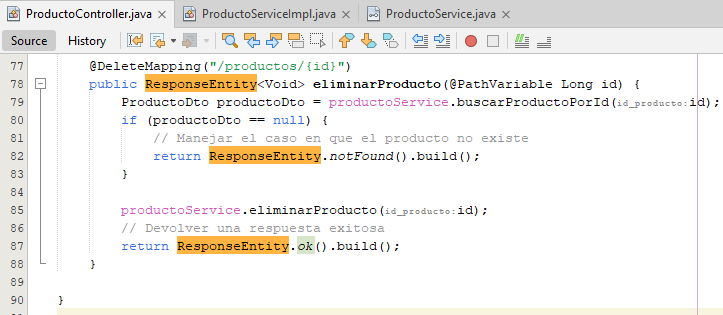 ProductoController.java × ProductoServiceImpl.java × ProductoService.java ×
Source History
77 @DeleteMapping("/productos/{id}")
78 public ResponseEntity<Void> eliminarProducto(@PathVariable Long id) {
79 ProductoDto productoDto = productoService.buscarProductoPorId(id_producto:id);
80 if (productoDto == null) {
81 // Manejar el caso en que el producto no existe
82 return ResponseEntity.notFound().build();
83 }
84
85 productoService.eliminarProducto(id_producto:id);
86 // Devolver una respuesta exitosa
87 return ResponseEntity.ok().build();
88 }
89
90 }